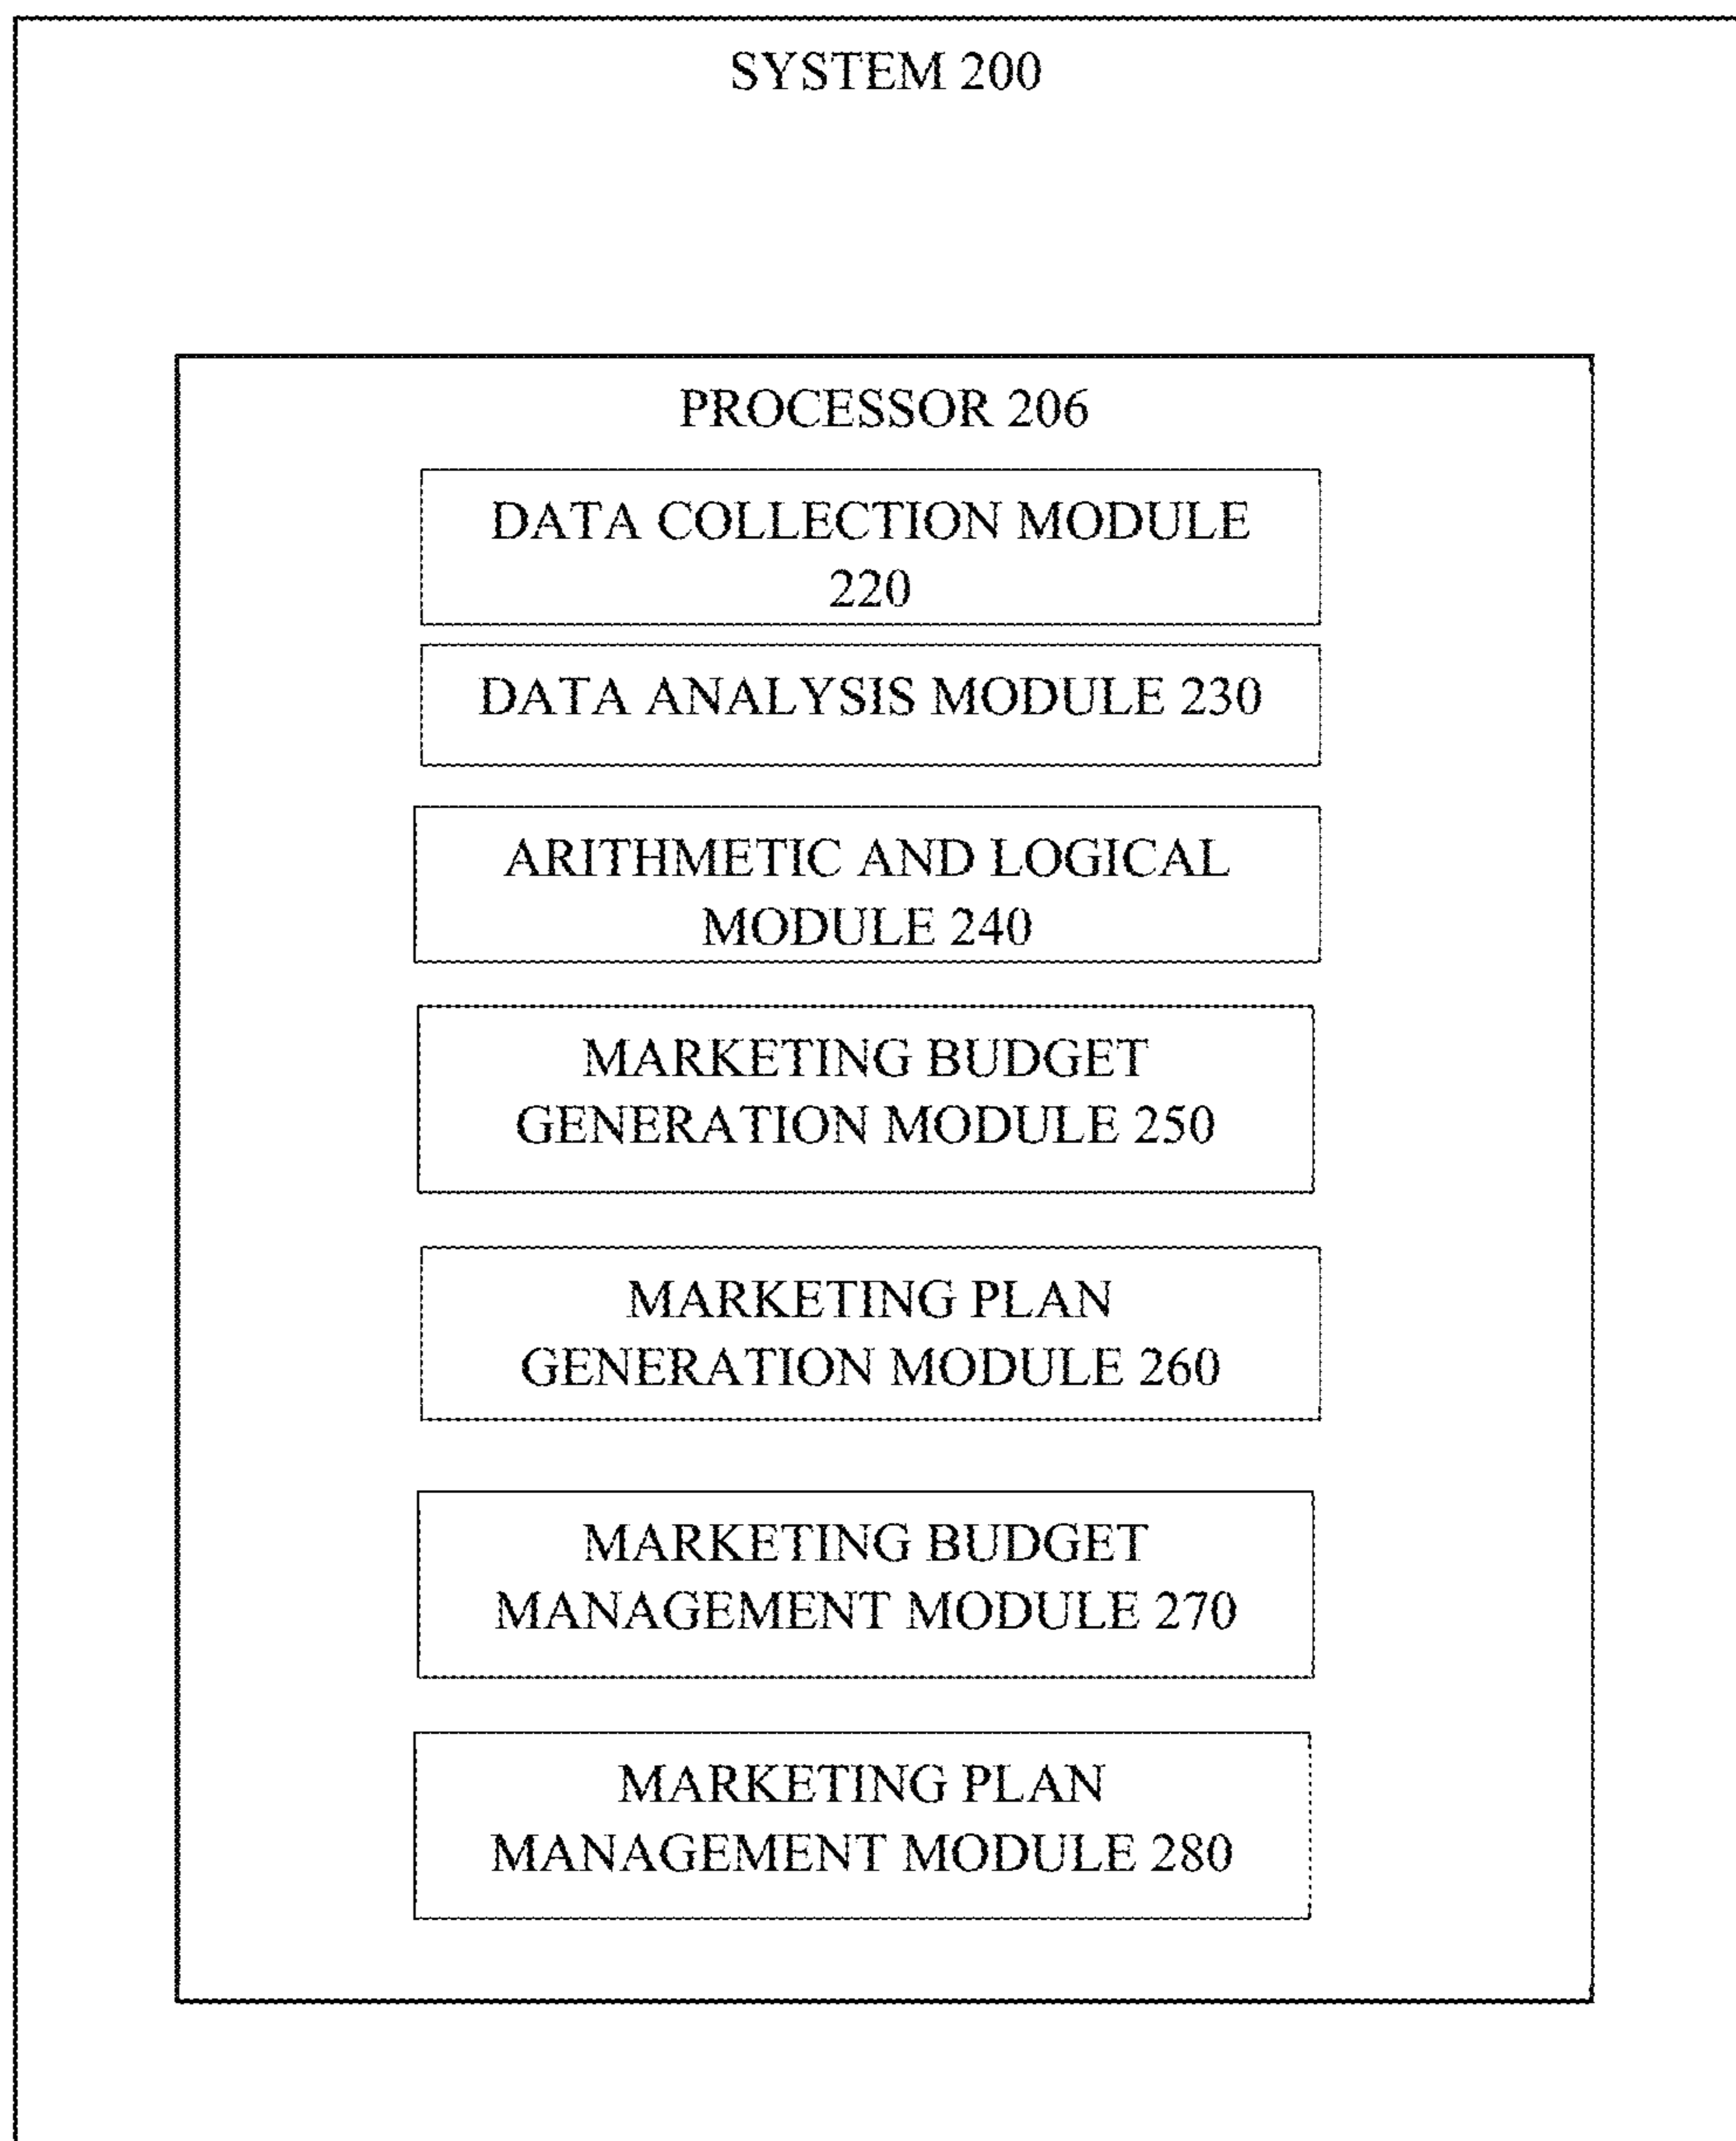 SYSTEM 200
PROCESSOR 206
DATA COLLECTION MODULE
220
DATA ANALYSIS MODULE 230
ARITHMETIC AND LOGICAL
MODULE 240
MARKETING BUDGET
GENERATION MODULE 250
MARKETING PLAN
GENERATION MODULE 260
MARKETING BUDGET
MANAGEMENT MODULE 270
MARKETING PLAN
MANAGEMENT MODULE 280